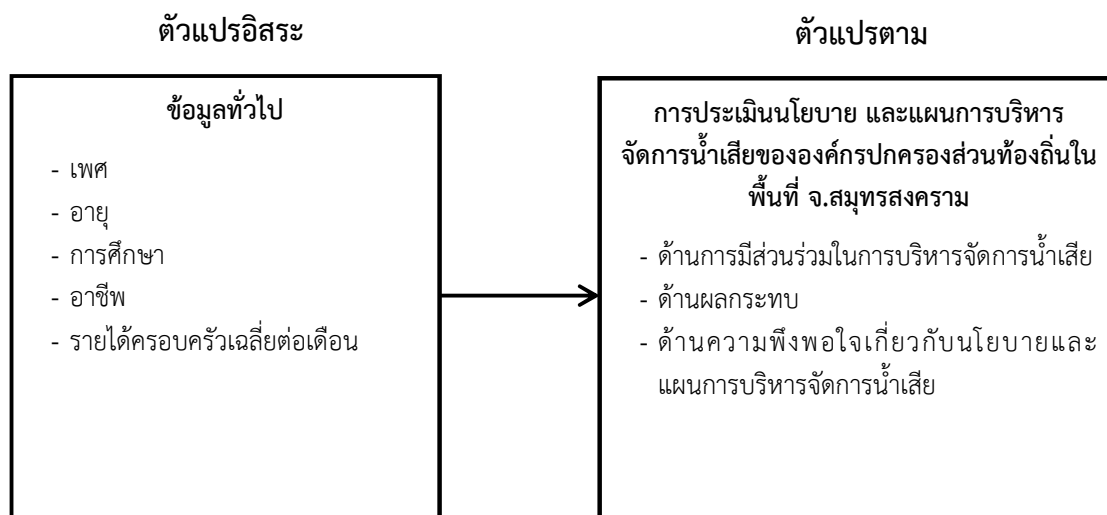 ตัวแปรอิสระ
ข้อมูลทั่วไป
- เพศ
- อายุ
- การศึกษา
- อาชีพ
- รายได้ครอบครัวเฉลี่ยต่อเดือน
ตัวแปรตาม
การประเมินนโยบาย และแผนการบริหาร
จัดการน้ำเสียขององค์กรปกครองส่วนท้องถิ่นใน
พื้นที่ จ.สมุทรสงคราม
- ด้านการมีส่วนร่วมในการบริหารจัดการน้ำเสีย
- ด้านผลกระทบ
- ด้านความพึงพอใจเกี่ยวกับนโยบายและ
แผนการบริหารจัดการน้ำเสีย